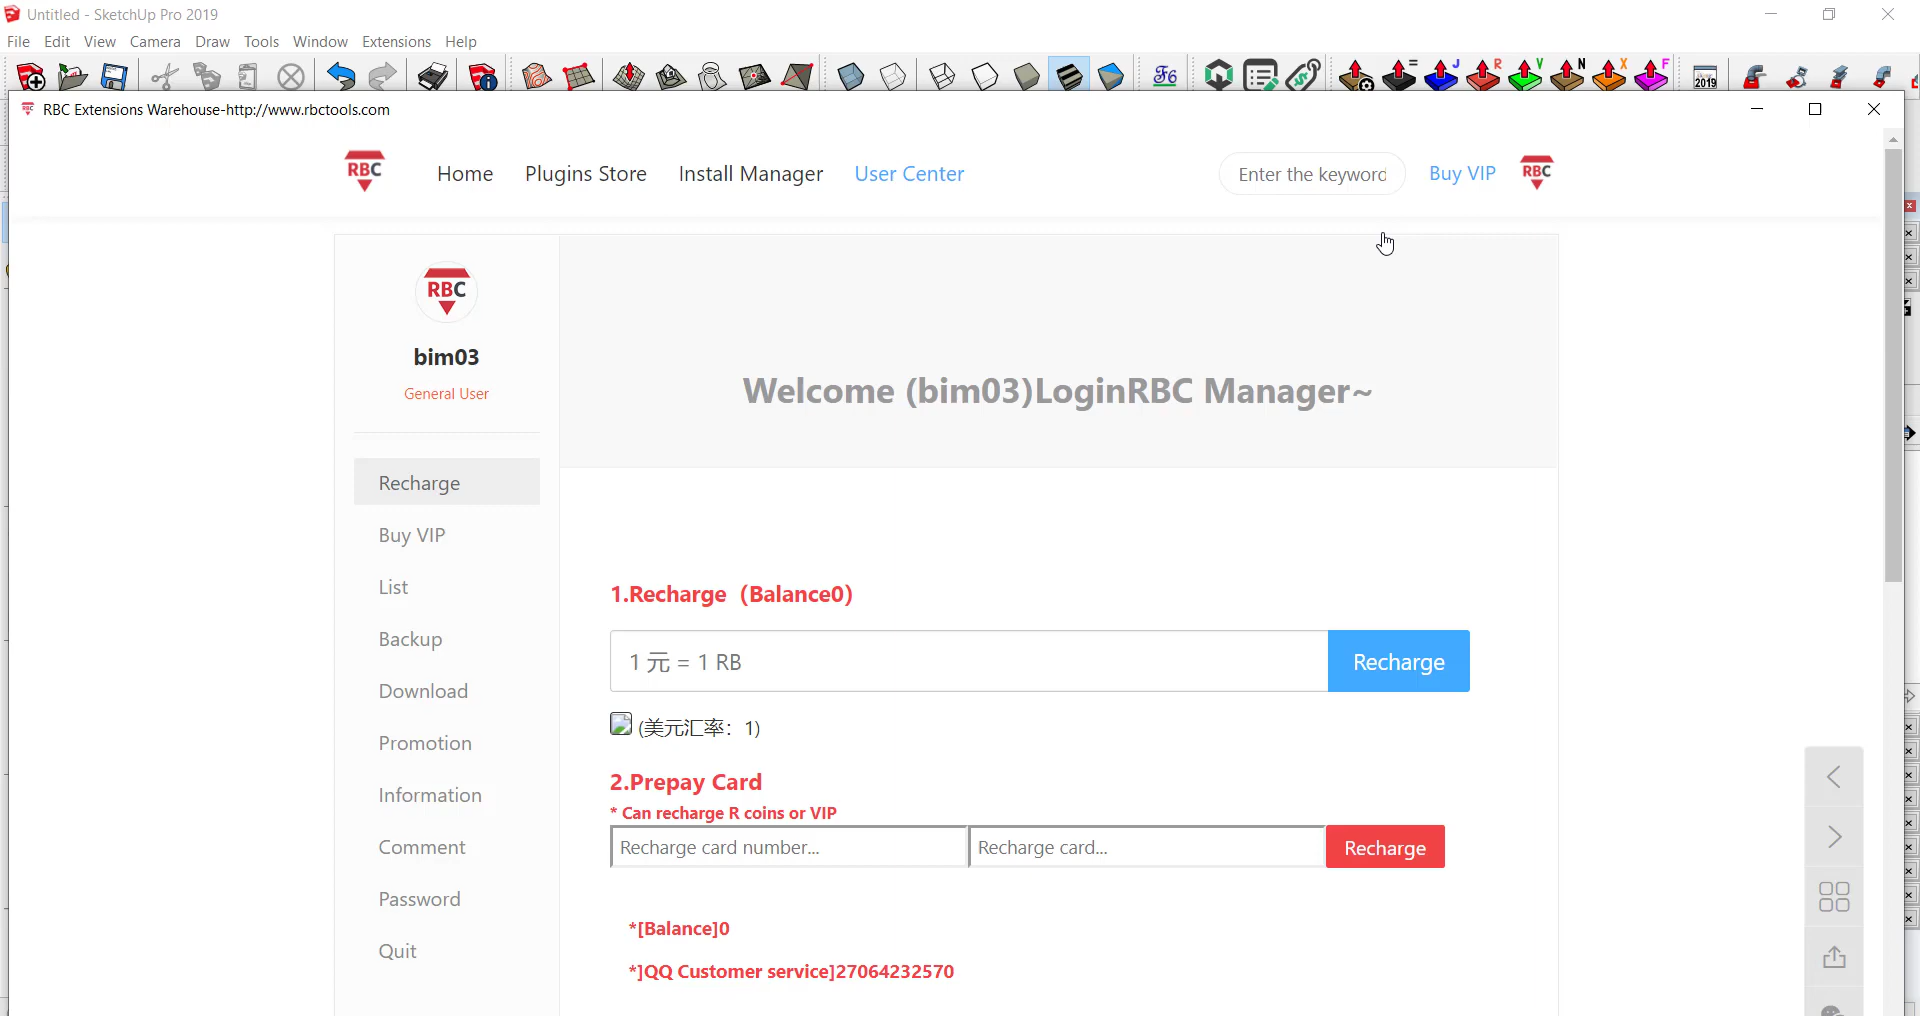 Untitled - SketchUp Pro 2019
File Edit View Camera Draw Tools Window Extensions Help
F6 = J R V N X F 2019
RBC Extensions Warehouse-http://www.rbctools.com
RBC Home Plugins Store Install Manager User Center Enter the keyword Buy VIP RBC
RBC
bim03
General User
Welcome (bim03)LoginRBC Manager~
Recharge
Buy VIP
List
Backup
Download
Promotion
Information
Comment
Password
Quit
1.Recharge（Balance0）
1 元 = 1 RB Recharge
(美元汇率：1)
2.Prepay Card
* Can recharge R coins or VIP
Recharge card number... Recharge card... Recharge
*[Balance]0
*]QQ Customer service]27064232570